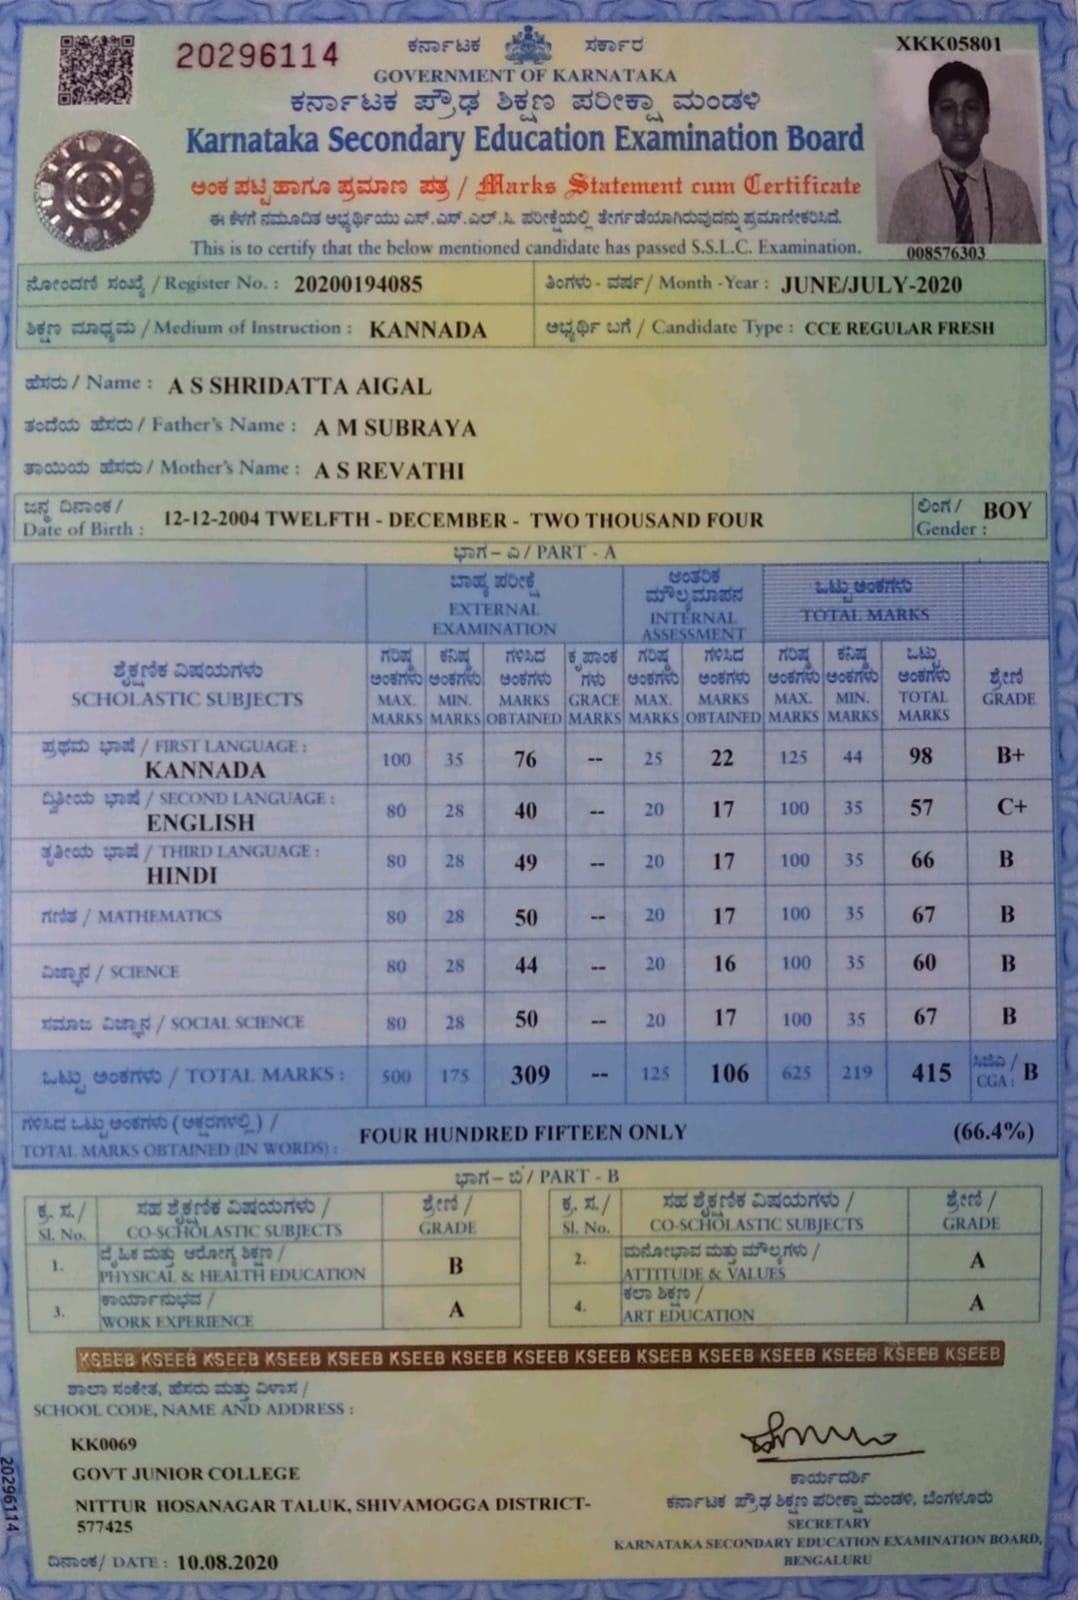 20296114
ಕರ್ನಾಟಕ ಸರ್ಕಾರ
XKK05801
GOVERNMENT OF KARNATAKA
ಕರ್ನಾಟಕ ಪ್ರೌಢ ಶಿಕ್ಷಣ ಪರೀಕ್ಷಾ ಮಂಡಳಿ
Karnataka Secondary Education Examination Board
ಅಂಕ ಪಟ್ಟಿ ಹಾಗೂ ಪ್ರಮಾಣ ಪತ್ರ / Marks Statement cum Certificate
ಈ ಕೆಳಗೆ ನಮೂದಿತ ಅಭ್ಯರ್ಥಿಯು ಎಸ್.ಎಸ್.ಎಲ್.ಸಿ. ಪರೀಕ್ಷೆಯಲ್ಲಿ ತೇರ್ಗಡೆಯಾಗಿರುವುದನ್ನು ಪ್ರಮಾಣೀಕರಿಸಿದೆ.
This is to certify that the below mentioned candidate has passed S.S.L.C. Examination.
008576303
ನೋಂದಣಿ ಸಂಖ್ಯೆ / Register No. : 20200194085
ತಿಂಗಳು - ವರ್ಷ / Month -Year : JUNE/JULY-2020
ಶಿಕ್ಷಣ ಮಾಧ್ಯಮ / Medium of Instruction : KANNADA
ಅಭ್ಯರ್ಥಿ ಬಗೆ / Candidate Type : CCE REGULAR FRESH
ಹೆಸರು / Name : A S SHRIDATTA AIGAL
ತಂದೆಯ ಹೆಸರು / Father's Name : A M SUBRAYA
ತಾಯಿಯ ಹೆಸರು / Mother's Name : A S REVATHI
ಜನ್ಮ ದಿನಾಂಕ /
Date of Birth : 12-12-2004 TWELFTH - DECEMBER - TWO THOUSAND FOUR
ಲಿಂಗ /
Gender : BOY
ಭಾಗ – ಎ / PART - A
ಬಾಹ್ಯ ಪರೀಕ್ಷೆ
EXTERNAL
EXAMINATION
ಆಂತರಿಕ
ಮೌಲ್ಯಮಾಪನ
INTERNAL
ASSESSMENT
ಒಟ್ಟು ಅಂಕಗಳು
TOTAL MARKS
ಶೈಕ್ಷಣಿಕ ವಿಷಯಗಳು
SCHOLASTIC SUBJECTS
ಗರಿಷ್ಠ ಕನಿಷ್ಠ ಗಳಿಸಿದ ಕೃಪಾಂಕ ಗರಿಷ್ಠ ಗಳಿಸಿದ ಗರಿಷ್ಠ ಕನಿಷ್ಠ ಒಟ್ಟು ಶ್ರೇಣಿ
ಅಂಕಗಳು ಅಂಕಗಳು ಅಂಕಗಳು ಗಳು ಅಂಕಗಳು ಅಂಕಗಳು ಅಂಕಗಳು ಅಂಕಗಳು ಅಂಕಗಳು
MAX. MIN. MARKS GRACE MAX. MARKS MAX. MIN. TOTAL GRADE
MARKS MARKS OBTAINED MARKS MARKS OBTAINED MARKS MARKS MARKS
ಪ್ರಥಮ ಭಾಷೆ / FIRST LANGUAGE :
KANNADA 100 35 76 -- 25 22 125 44 98 B+
ದ್ವಿತೀಯ ಭಾಷೆ / SECOND LANGUAGE :
ENGLISH 80 28 40 -- 20 17 100 35 57 C+
ತೃತೀಯ ಭಾಷೆ / THIRD LANGUAGE :
HINDI 80 28 49 -- 20 17 100 35 66 B
ಗಣಿತ / MATHEMATICS 80 28 50 -- 20 17 100 35 67 B
ವಿಜ್ಞಾನ / SCIENCE 80 28 44 -- 20 16 100 35 60 B
ಸಮಾಜ ವಿಜ್ಞಾನ / SOCIAL SCIENCE 80 28 50 -- 20 17 100 35 67 B
ಒಟ್ಟು ಅಂಕಗಳು / TOTAL MARKS : 500 175 309 -- 125 106 625 219 415 ಸಿಜಿಎ / CGA : B
ಗಳಿಸಿದ ಒಟ್ಟು ಅಂಕಗಳು (ಅಕ್ಷರಗಳಲ್ಲಿ) /
TOTAL MARKS OBTAINED (IN WORDS) : FOUR HUNDRED FIFTEEN ONLY (66.4%)
ಭಾಗ – ಬಿ / PART - B
ಕ್ರ. ಸ. / ಸಹ ಶೈಕ್ಷಣಿಕ ವಿಷಯಗಳು / ಶ್ರೇಣಿ / ಕ್ರ. ಸ. / ಸಹ ಶೈಕ್ಷಣಿಕ ವಿಷಯಗಳು / ಶ್ರೇಣಿ /
Sl. No. CO-SCHOLASTIC SUBJECTS GRADE Sl. No. CO-SCHOLASTIC SUBJECTS GRADE
1. ದೈಹಿಕ ಮತ್ತು ಆರೋಗ್ಯ ಶಿಕ್ಷಣ /
PHYSICAL & HEALTH EDUCATION B
2. ಮನೋಭಾವ ಮತ್ತು ಮೌಲ್ಯಗಳು /
ATTITUDE & VALUES A
3. ಕಾರ್ಯಾನುಭವ /
WORK EXPERIENCE A
4. ಕಲಾ ಶಿಕ್ಷಣ /
ART EDUCATION A
KSEEB KSEEB KSEEB KSEEB KSEEB KSEEB KSEEB KSEEB KSEEB KSEEB KSEEB KSEEB KSEEB KSEEB KSEEB
ಶಾಲಾ ಸಂಕೇತ, ಹೆಸರು ಮತ್ತು ವಿಳಾಸ /
SCHOOL CODE, NAME AND ADDRESS :
KK0069
GOVT JUNIOR COLLEGE
NITTUR HOSANAGAR TALUK, SHIVAMOGGA DISTRICT-
577425
ದಿನಾಂಕ / DATE : 10.08.2020
ಕಾರ್ಯದರ್ಶಿ
ಕರ್ನಾಟಕ ಪ್ರೌಢ ಶಿಕ್ಷಣ ಪರೀಕ್ಷಾ ಮಂಡಳಿ, ಬೆಂಗಳೂರು
SECRETARY
KARNATAKA SECONDARY EDUCATION EXAMINATION BOARD,
BENGALURU
20296114